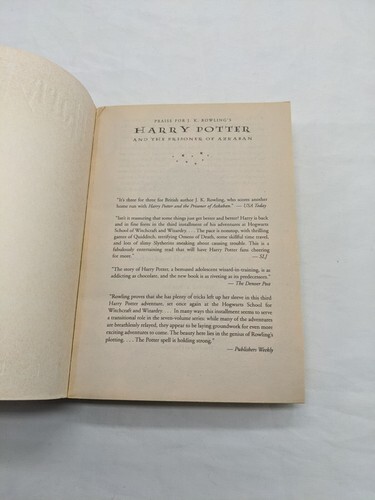 PRAISE FOR J. K. ROWLING'S
HARRY POTTER
AND THE PRISONER OF AZKABAN
"It's three for three for British author J. K. Rowling, who scores another
home run with Harry Potter and the Prisoner of Azkaban." — USA Today
"Isn't it reassuring that some things just get better and better? Harry is back
and in fine form in the third installment of his adventures at Hogwarts
School of Witchcraft and Wizardry. . . . The pace is nonstop, with thrilling
games of Quidditch, terrifying Omens of Death, some skillful time travel,
and lots of slimy Slytherins sneaking about causing trouble. This is a
fabulously entertaining read that will have Harry Potter fans cheering
for more." — SLJ
"The story of Harry Potter, a bemused adolescent wizard-in-training, is as
addicting as chocolate, and the new book is as riveting as its predecessors."
— The Denver Post
"Rowling proves that she has plenty of tricks left up her sleeve in this third
Harry Potter adventure, set once again at the Hogwarts School for
Witchcraft and Wizardry. . . . In many ways this installment seems to serve
a transitional role in the seven-volume series: while many of the adventures
are breathlessly relayed, they appear to be laying groundwork for even more
exciting adventures to come. The beauty here lies in the genius of Rowling's
plotting. . . . The Potter spell is holding strong."
— Publishers Weekly